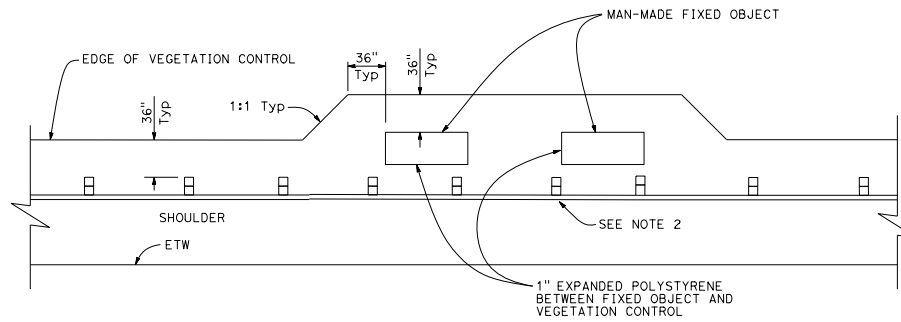 MAN-MADE FIXED OBJECT
EDGE OF VEGETATION CONTROL
36"
Typ
36"
Typ
1:1 Typ
36"
Typ
SHOULDER
SEE NOTE 2
ETW
1" EXPANDED POLYSTYRENE
BETWEEN FIXED OBJECT AND
VEGETATION CONTROL